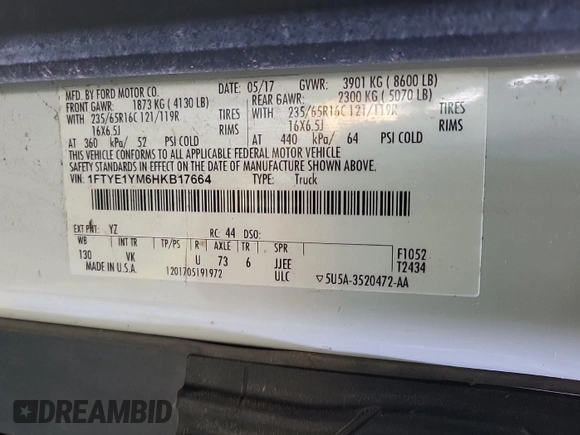 MFD. BY FORD MOTOR CO. DATE: 05/17 GVWR: 3901 KG ( 8600 LB)
FRONT GAWR: 1873 KG ( 4130 LB) REAR GAWR: 2300 KG ( 5070 LB)
WITH 235/65R16C 121/119R TIRES WITH 235/65R16C 121/119R TIRES
16X6.5J RIMS 16X6.5J RIMS
AT 360 kPa/ 52 PSI COLD AT 440 kPa/ 64 PSI COLD
THIS VEHICLE CONFORMS TO ALL APPLICABLE FEDERAL MOTOR VEHICLE
SAFETY STANDARDS IN EFFECT ON THE DATE OF MANUFACTURE SHOWN ABOVE.
VIN: 1FTYE1YM6HKB17664 TYPE: Truck
EXT PNT: YZ RC: 44 DSO:
WB INT TR TP/PS R AXLE TR SPR
130 VK U 73 6 JJEE F1052
ULC T2434
MADE IN U.S.A. 1201705191972 ▽5U5A-3520472-AA
DREAMBID